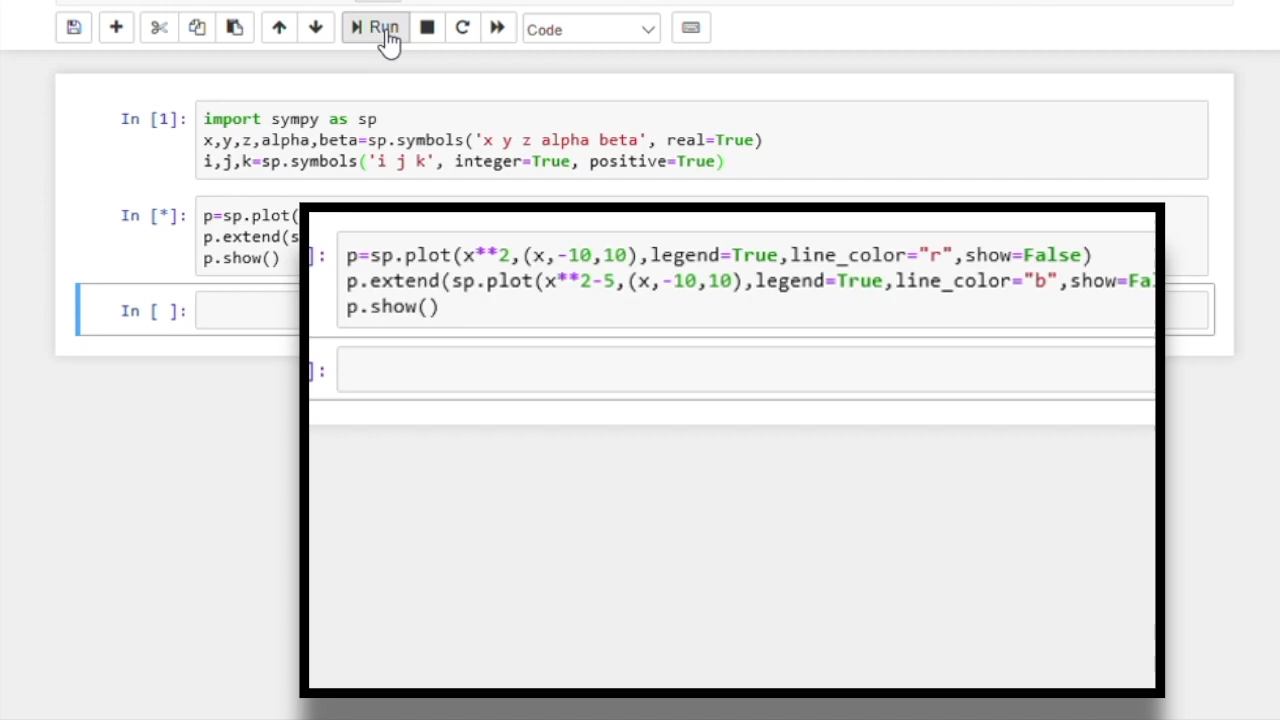 Run
Code
In [1]:
import sympy as sp
x,y,z,alpha,beta=sp.symbols('x y z alpha beta', real=True)
i,j,k=sp.symbols('i j k', integer=True, positive=True)
In [*]:
p=sp.plot(
p.extend(s
p.show()
In [ ]:
]:
p=sp.plot(x**2,(x,-10,10),legend=True,line_color="r",show=False)
p.extend(sp.plot(x**2-5,(x,-10,10),legend=True,line_color="b",show=Fal
p.show()
]: